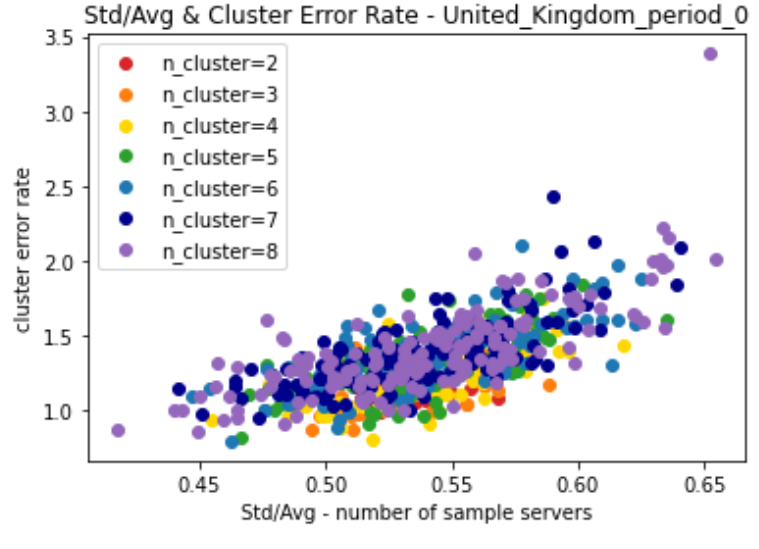 Std/Avg & Cluster Error Rate - United_Kingdom_period_0
3.5
3.0
2.5
2.0
1.5
1.0
cluster error rate
n_cluster=2
n_cluster=3
n_cluster=4
n_cluster=5
n_cluster=6
n_cluster=7
n_cluster=8
0.45 0.50 0.55 0.60 0.65
Std/Avg - number of sample servers